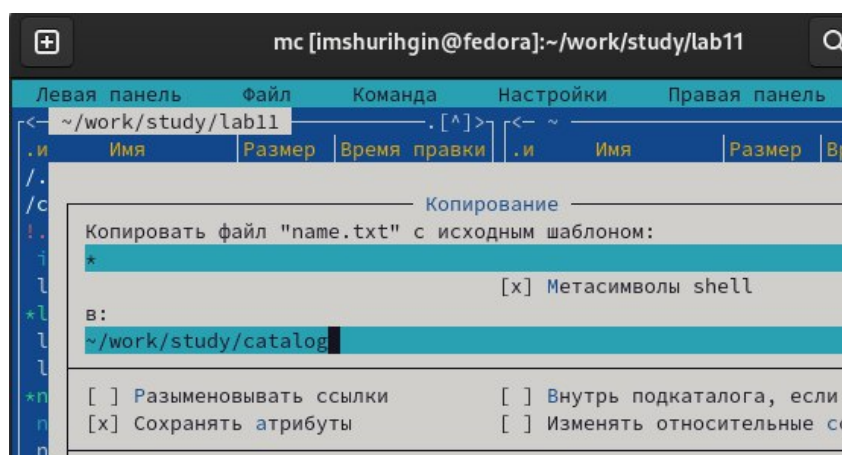 mc [imshurihgin@fedora]:~/work/study/lab11
Левая панель Файл Команда Настройки Правая панель
<— ~/work/study/lab11 .[^]> <— ~
.и Имя Размер Время правки .и Имя Размер
/.
/c
!.
i
l
*l
l
l
*n
n
Копирование
Копировать файл "name.txt" с исходным шаблоном:
*
[x] Метасимволы shell
в:
~/work/study/catalog
[ ] Разыменовывать ссылки [ ] Внутрь подкаталога, если
[x] Сохранять атрибуты [ ] Изменять относительные